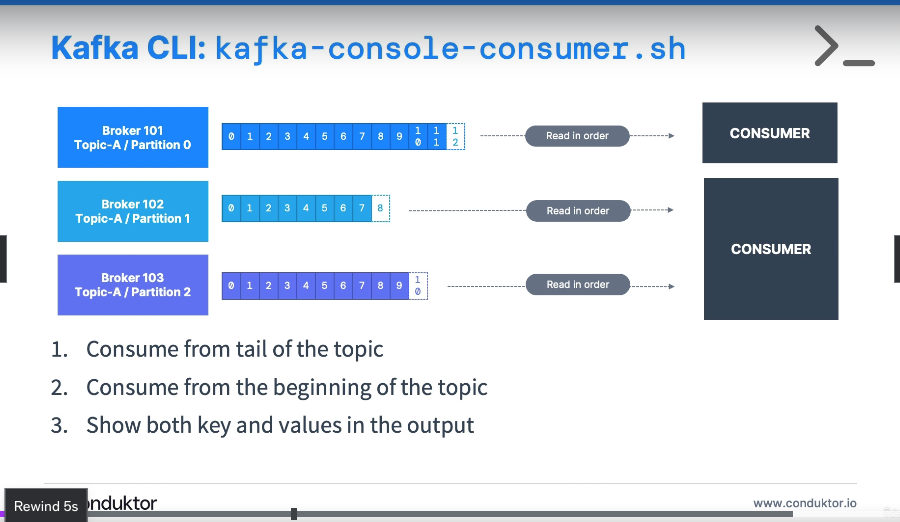 Kafka CLI: kafka-console-consumer.sh
Broker 101
Topic-A / Partition 0
0 1 2 3 4 5 6 7 8 9 10 11 12
Read in order
CONSUMER
Broker 102
Topic-A / Partition 1
0 1 2 3 4 5 6 7 8
Read in order
CONSUMER
Broker 103
Topic-A / Partition 2
0 1 2 3 4 5 6 7 8 9 10
Read in order
1. Consume from tail of the topic
2. Consume from the beginning of the topic
3. Show both key and values in the output
Rewind 5s
onduktor
www.conduktor.io